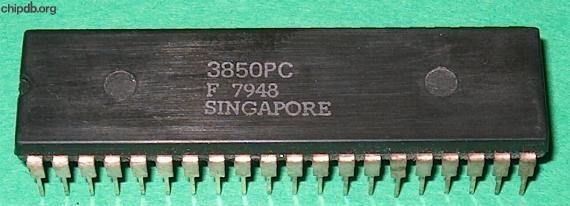 chipdb.org
3850PC
F 7948
SINGAPORE